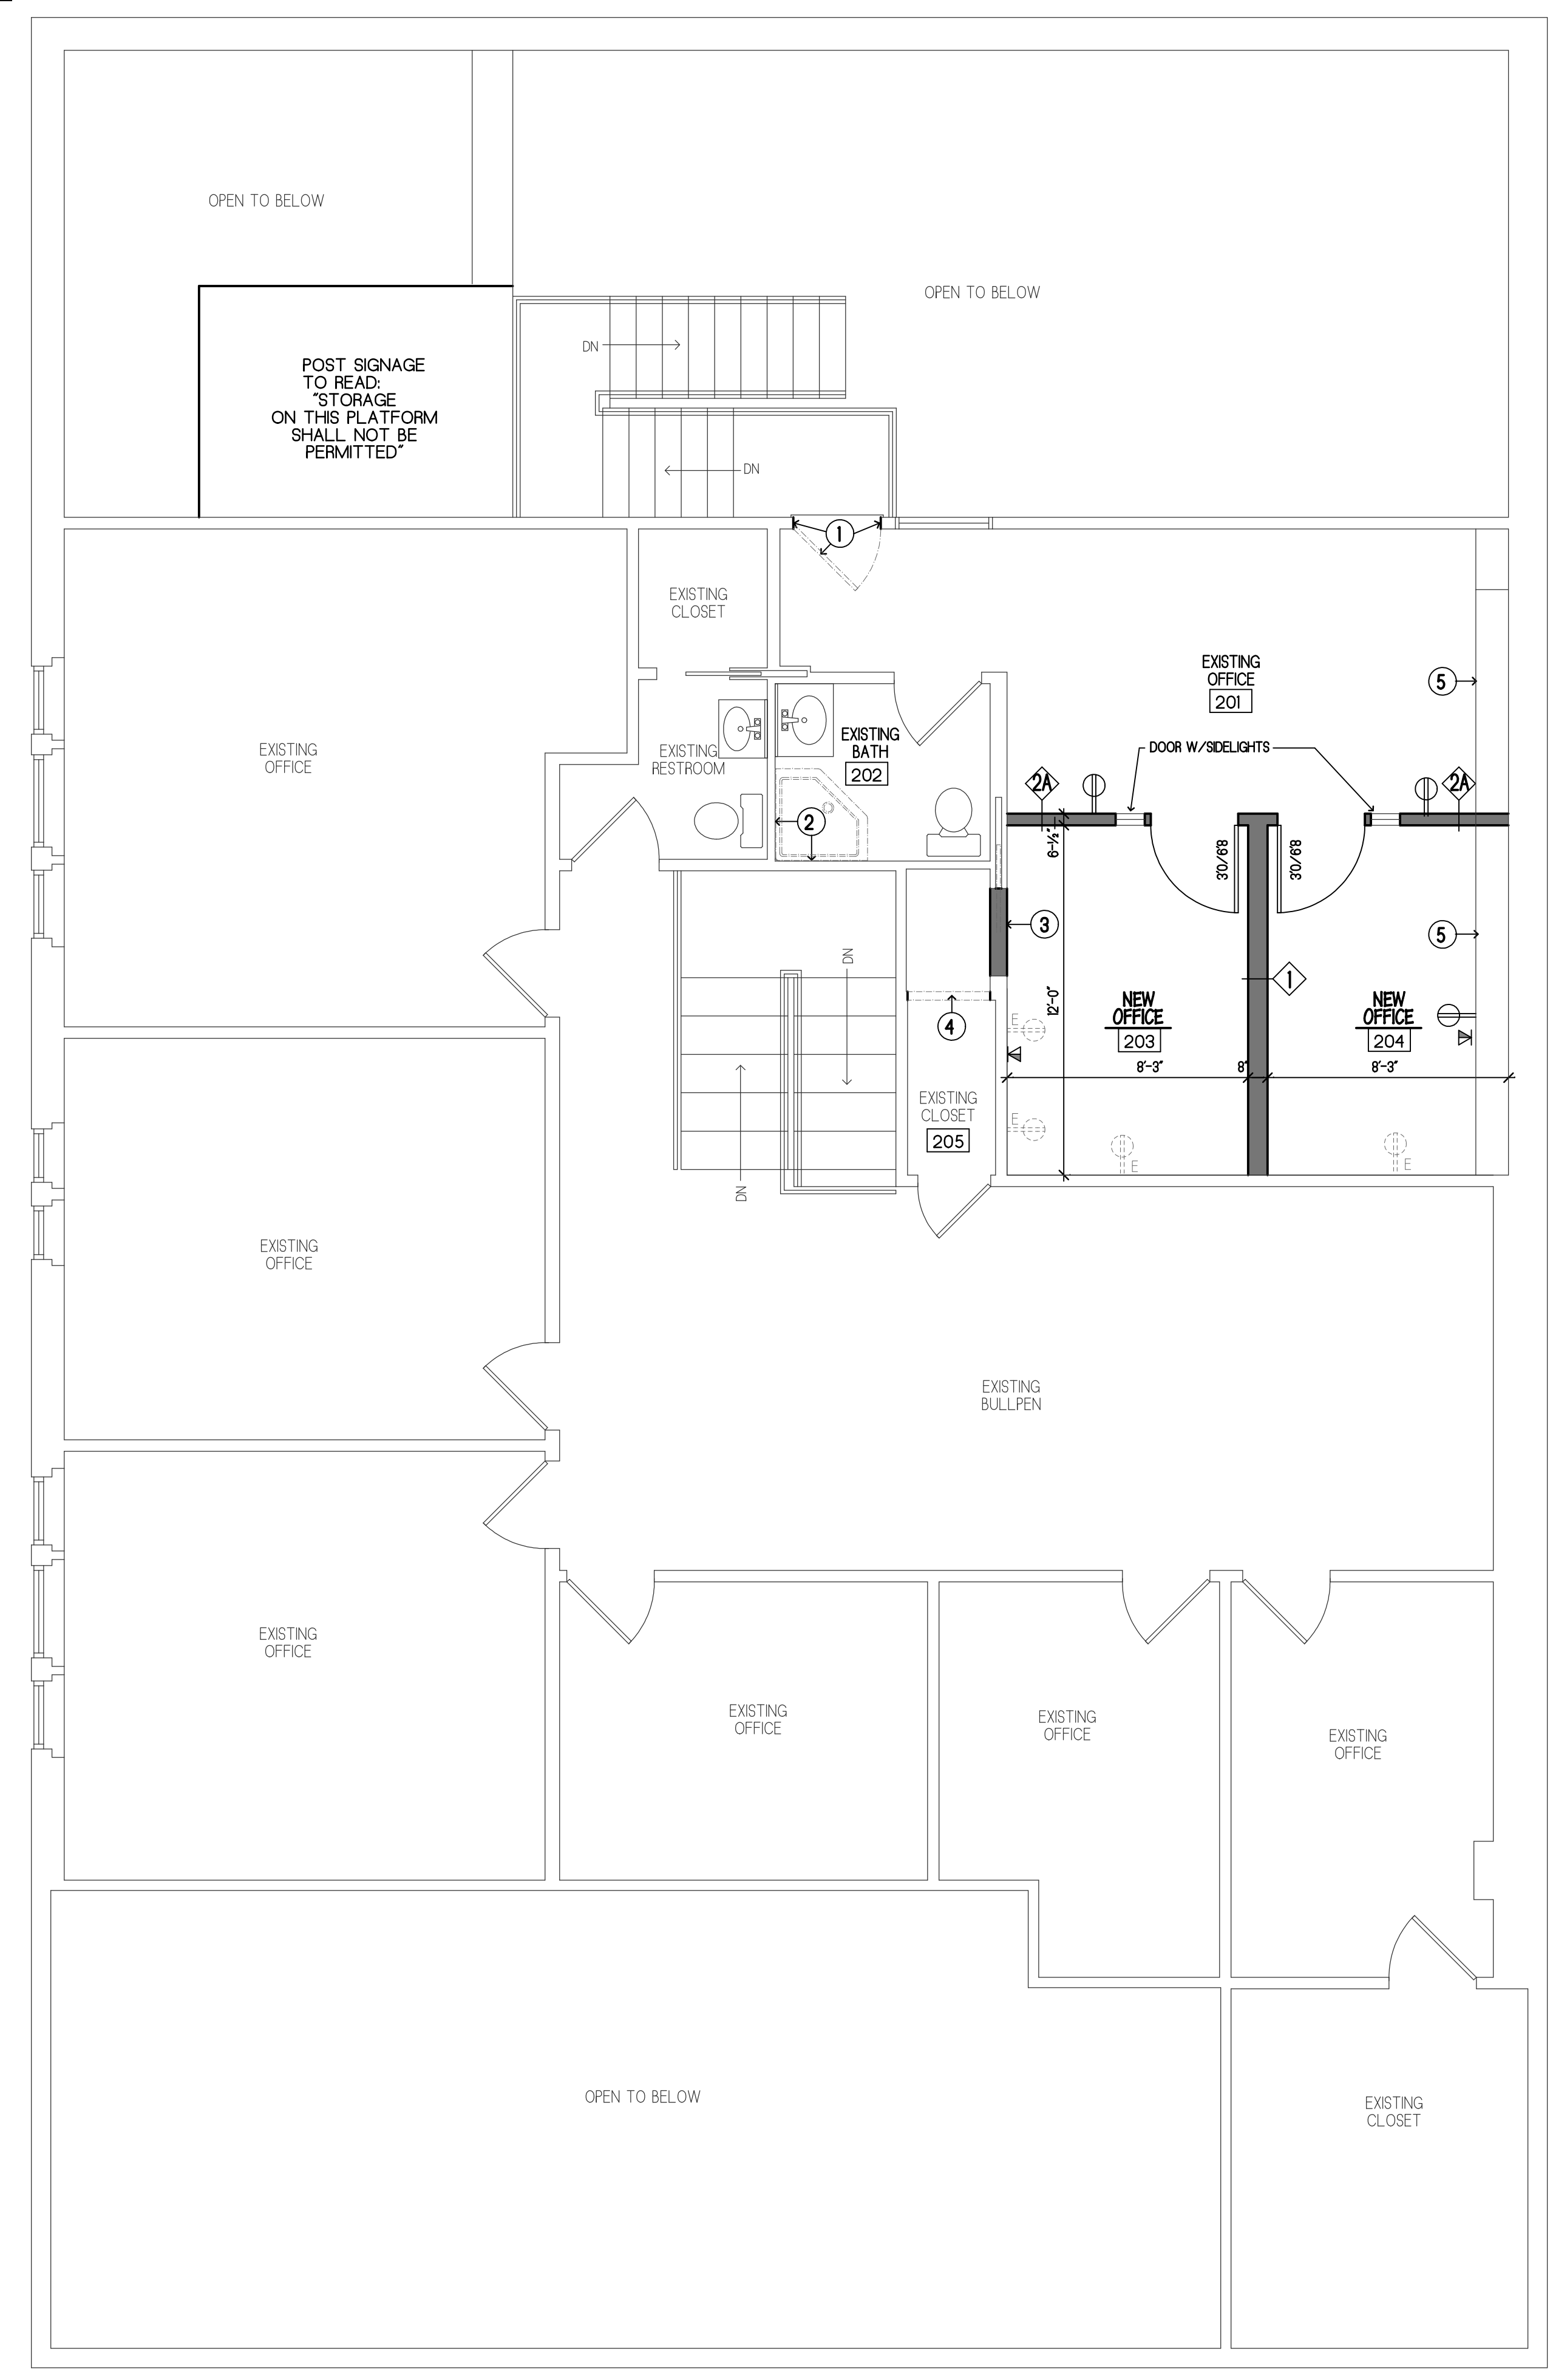 OPEN TO BELOW
OPEN TO BELOW
DN
POST SIGNAGE
TO READ:
"STORAGE
ON THIS PLATFORM
SHALL NOT BE
PERMITTED"
DN
1
EXISTING
CLOSET
EXISTING
OFFICE
201
5
EXISTING
OFFICE
EXISTING
RESTROOM
EXISTING
BATH
202
DOOR W/SIDELIGHTS
2A
2A
2
6-½"
3'0/6'8
3'0/6'8
3
5
DN
1
12'-0"
NEW
OFFICE
203
NEW
OFFICE
204
4
E
8'-3"
8"
8'-3"
EXISTING
CLOSET
205
E
E
E
DN
EXISTING
OFFICE
EXISTING
BULLPEN
EXISTING
OFFICE
EXISTING
OFFICE
EXISTING
OFFICE
EXISTING
OFFICE
OPEN TO BELOW
EXISTING
CLOSET